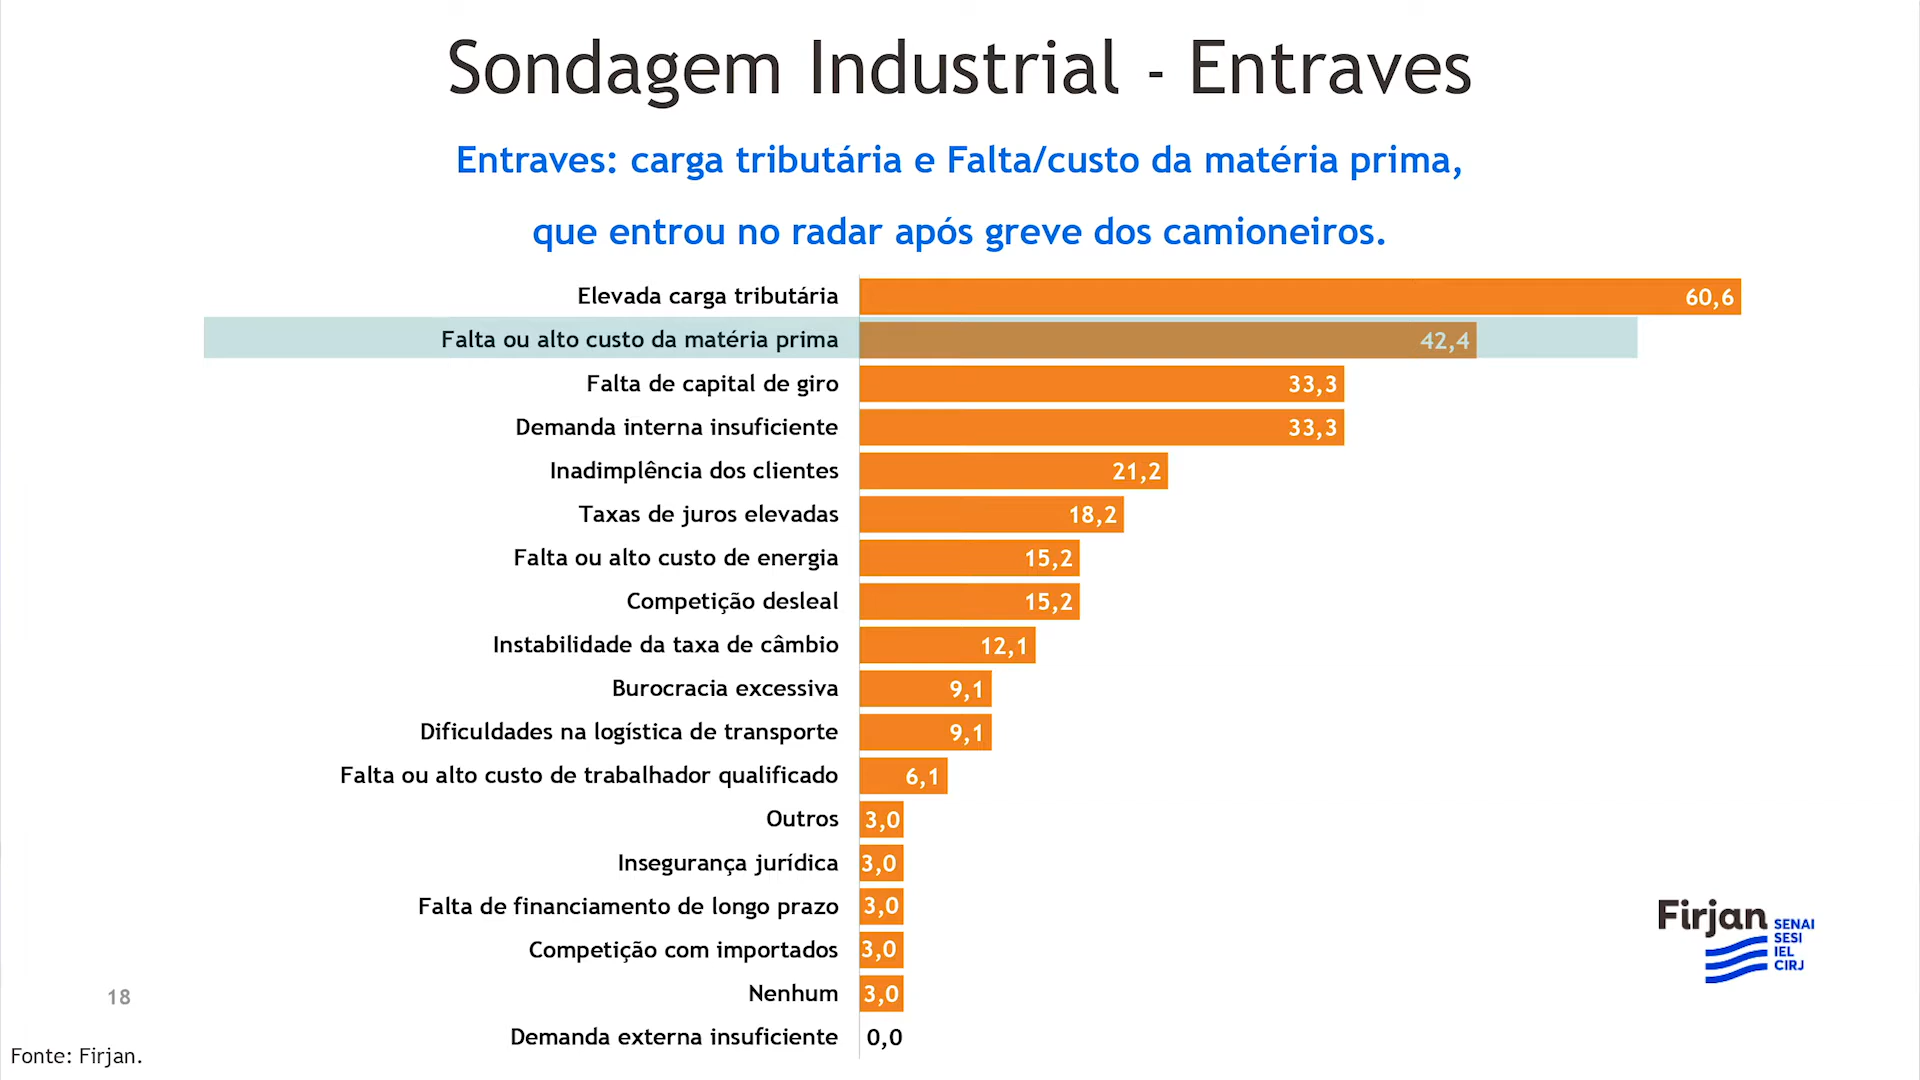 Sondagem Industrial - Entraves
Entraves: carga tributária e Falta/custo da matéria prima,
que entrou no radar após greve dos camioneiros.
Elevada carga tributária 60,6
Falta ou alto custo da matéria prima 42,4
Falta de capital de giro 33,3
Demanda interna insuficiente 33,3
Inadimplência dos clientes 21,2
Taxas de juros elevadas 18,2
Falta ou alto custo de energia 15,2
Competição desleal 15,2
Instabilidade da taxa de câmbio 12,1
Burocracia excessiva 9,1
Dificuldades na logística de transporte 9,1
Falta ou alto custo de trabalhador qualificado 6,1
Outros 3,0
Insegurança jurídica 3,0
Falta de financiamento de longo prazo 3,0
Competição com importados 3,0
Nenhum 3,0
Demanda externa insuficiente 0,0
Firjan SENAI
SESI
IEL
CIRJ
18
Fonte: Firjan.